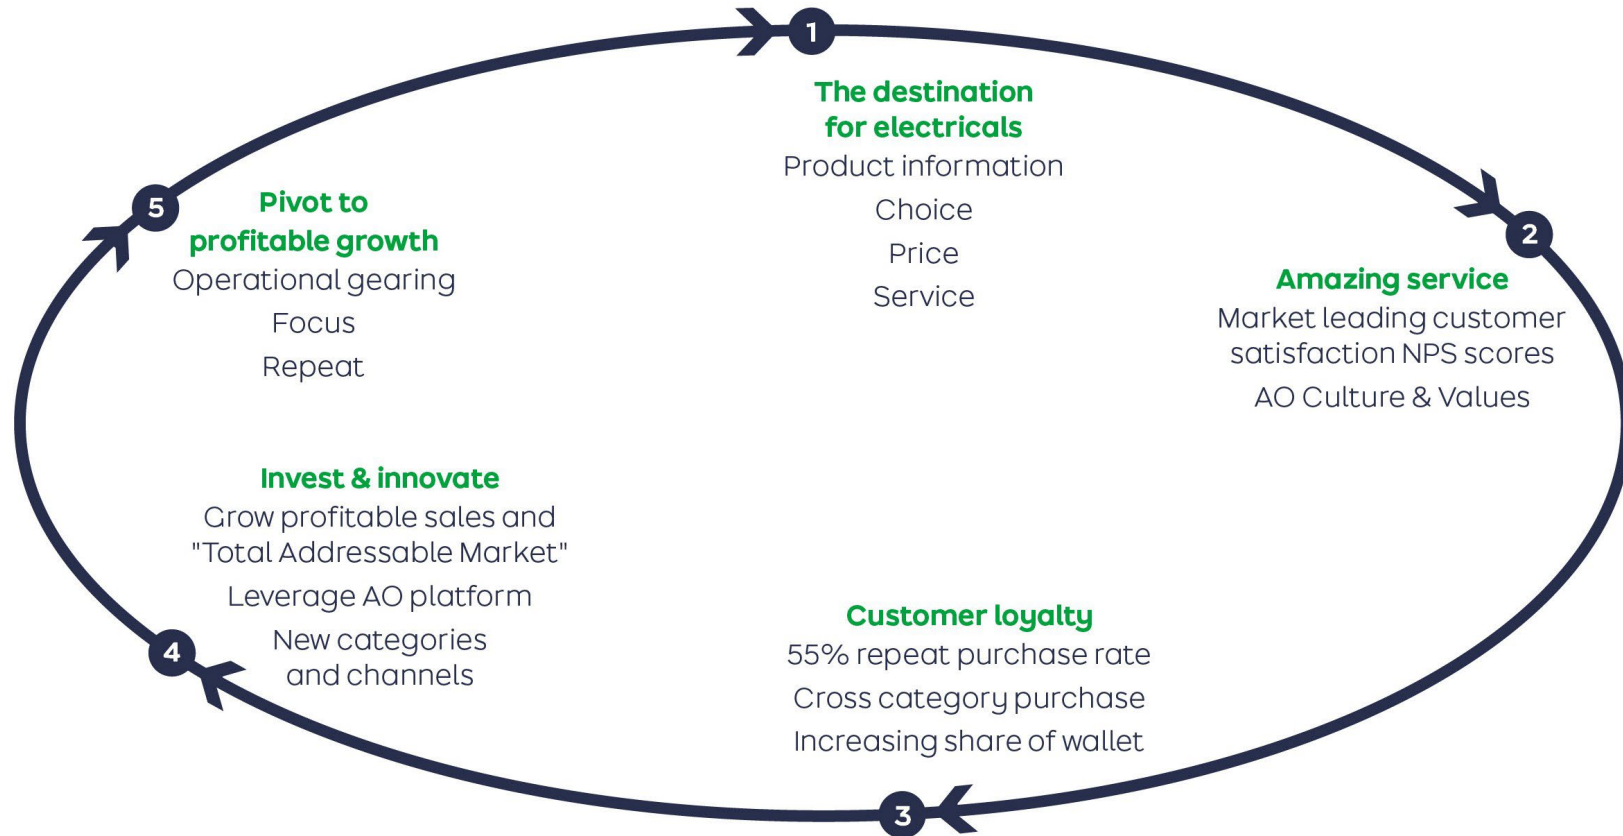 1
The destination
for electricals
Product information
Choice
Price
Service
2
Amazing service
Market leading customer
satisfaction NPS scores
AO Culture & Values
3
Customer loyalty
55% repeat purchase rate
Cross category purchase
Increasing share of wallet
4
Invest & innovate
Grow profitable sales and
"Total Addressable Market"
Leverage AO platform
New categories
and channels
5
Pivot to
profitable growth
Operational gearing
Focus
Repeat